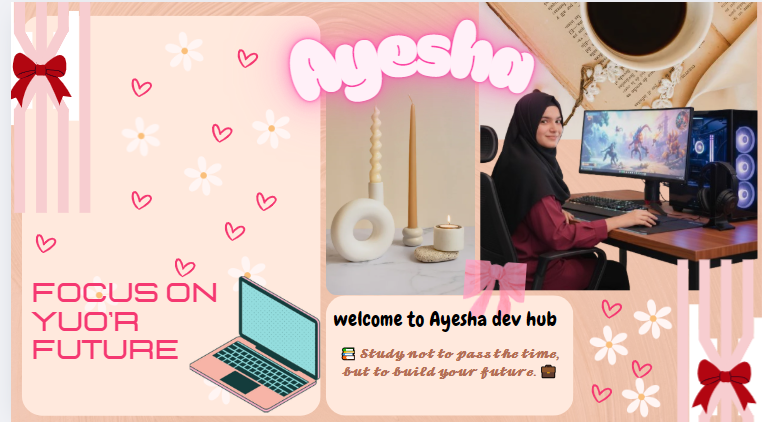 Ayesha
FOCUS ON
YUO'R
FUTURE
welcome to Ayesha dev hub
📚 Study not to pass the time,
but to build your future. 💼